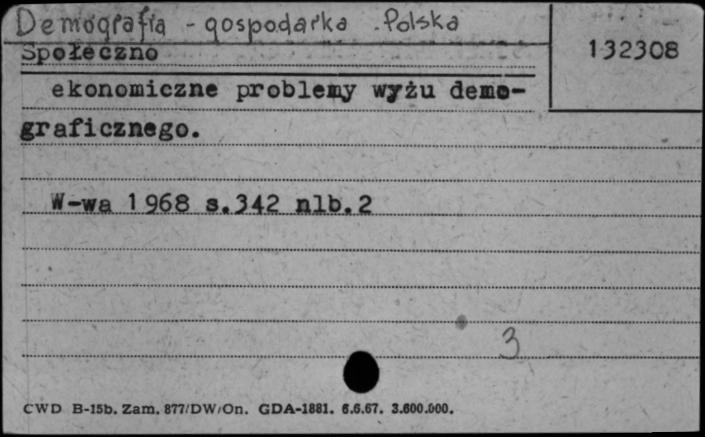 Demografia - gospodarka. Polska
132308
Społeczno
ekonomiczne problemy wyżu demo-
graficznego.
W-wa 1968 s.342 nlb.2
3
CWD B-15b. Zam. 877/DW/On. GDA-1881. 6.6.67. 3.600.000.